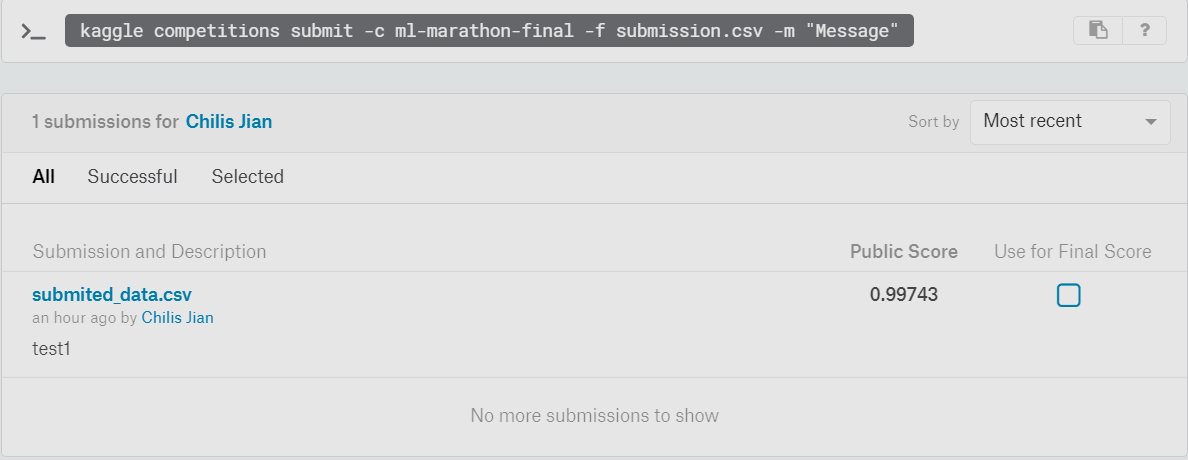 kaggle competitions submit -c ml-marathon-final -f submission.csv -m "Message"
?
1 submissions for Chilis Jian
Sort by Most recent
All Successful Selected
Submission and Description Public Score Use for Final Score
submited_data.csv 0.99743
an hour ago by Chilis Jian
test1
No more submissions to show